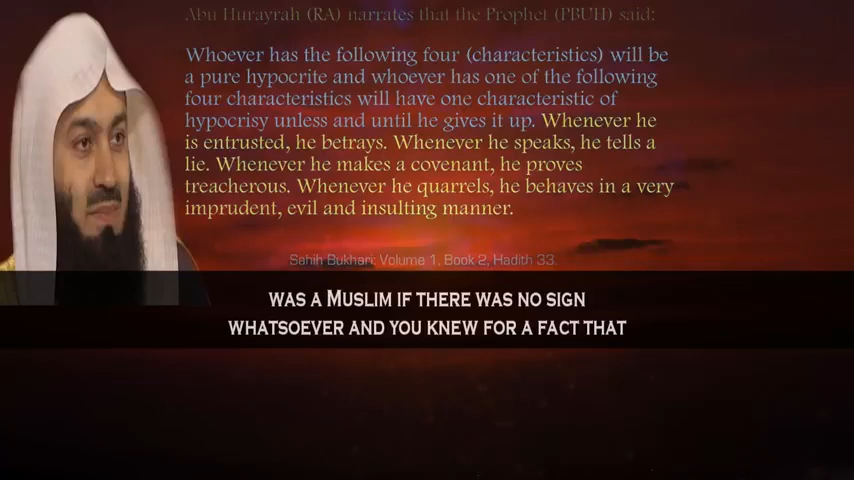 Abu Hurayrah (RA) narrates that the Prophet (PBUH) said:
Whoever has the following four (characteristics) will be
a pure hypocrite and whoever has one of the following
four characteristics will have one characteristic of
hypocrisy unless and until he gives it up. Whenever he
is entrusted, he betrays. Whenever he speaks, he tells a
lie. Whenever he makes a covenant, he proves
treacherous. Whenever he quarrels, he behaves in a very
imprudent, evil and insulting manner.
Sahih Bukhari: Volume 1, Book 2, Hadith 33.
WAS A MUSLIM IF THERE WAS NO SIGN
WHATSOEVER AND YOU KNEW FOR A FACT THAT